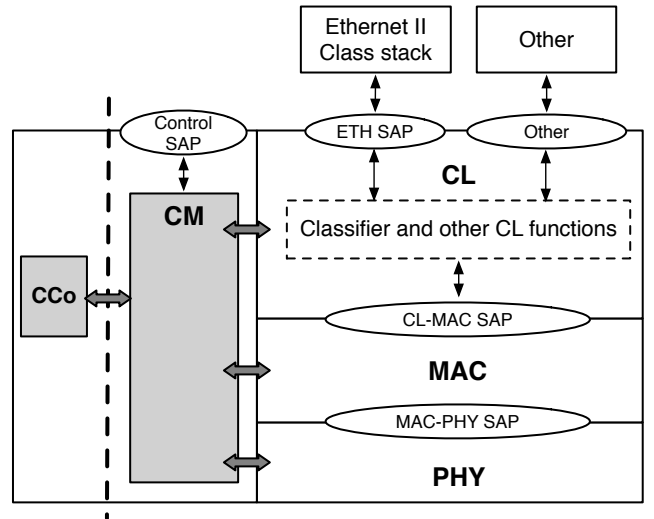 Ethernet II
Class stack
Other
Control
SAP
ETH SAP
Other
CL
CM
Classifier and other CL functions
CCo
CL-MAC SAP
MAC
MAC-PHY SAP
PHY